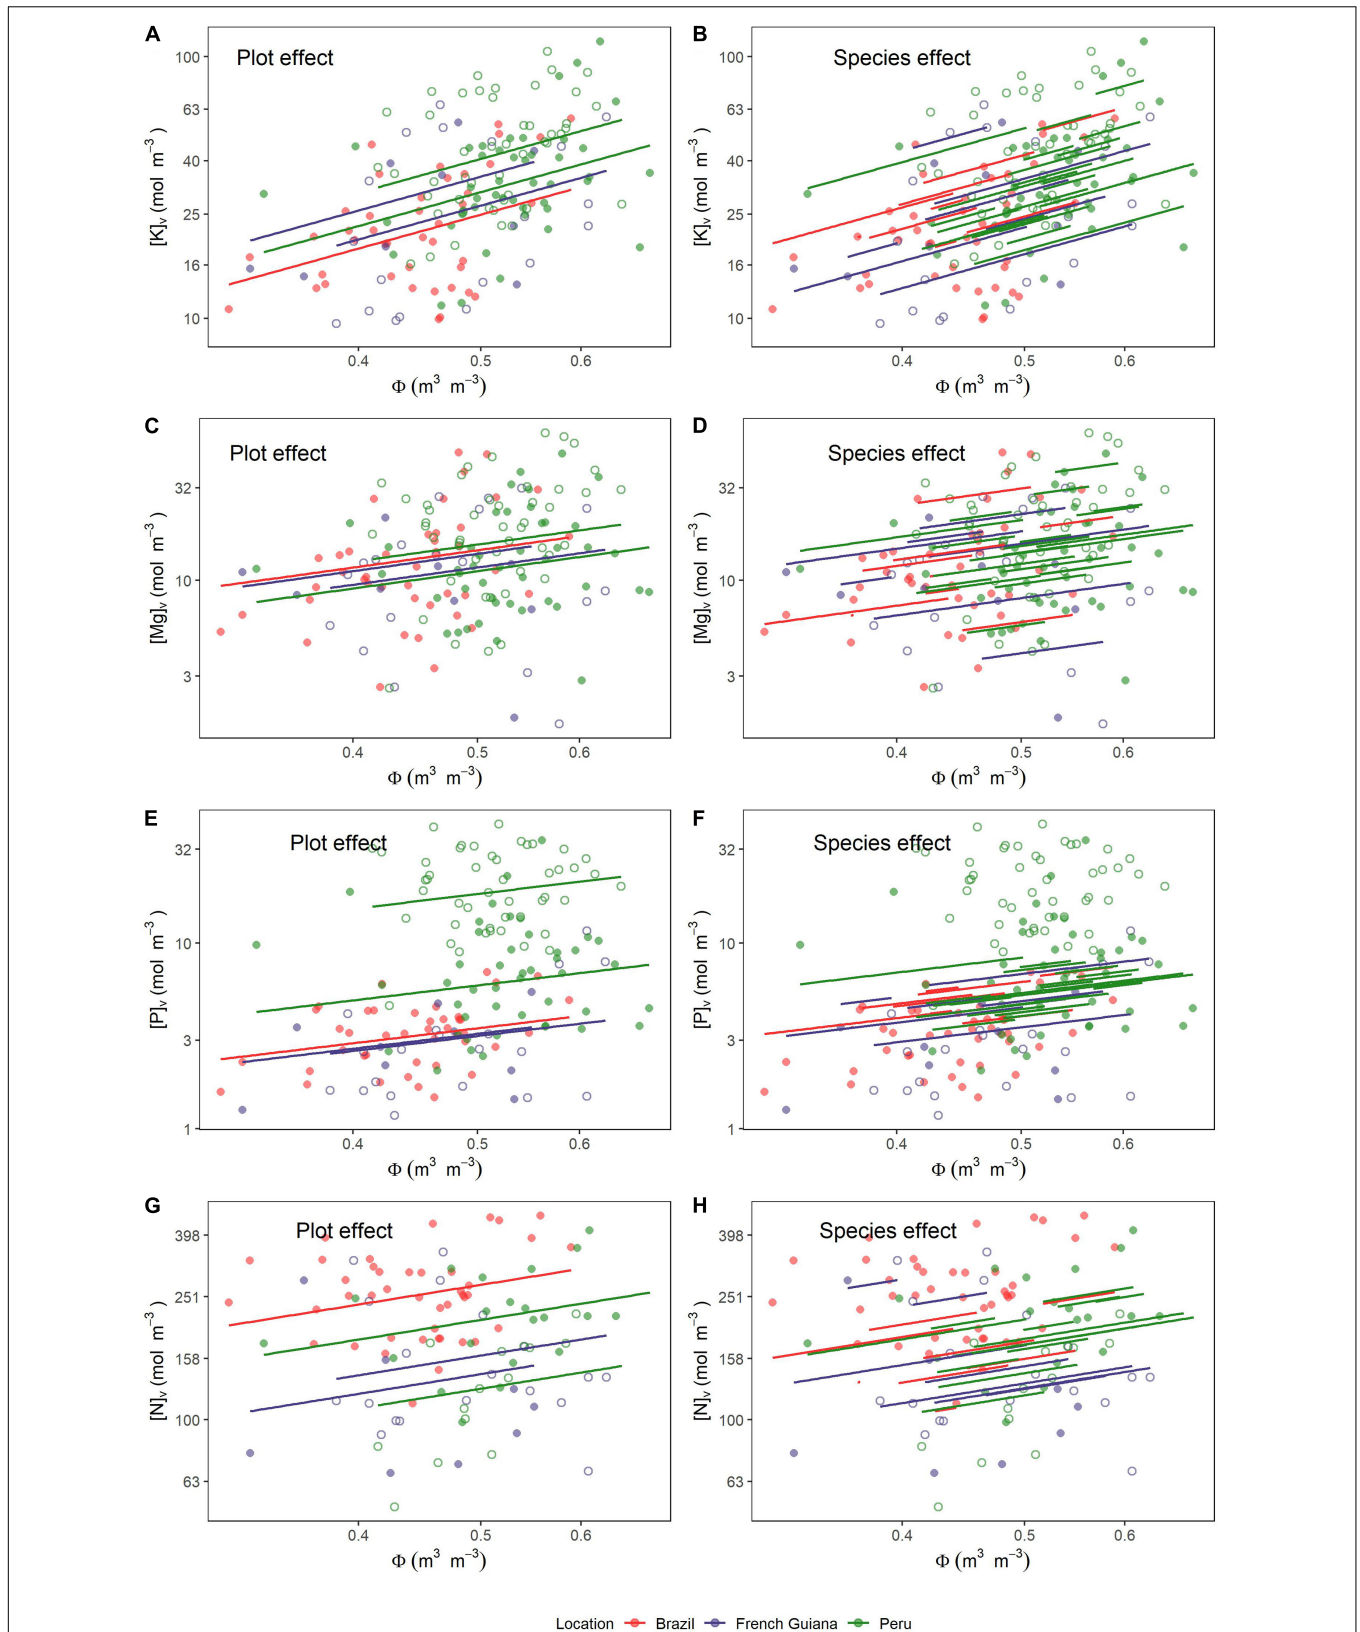 A
Plot effect
100
63
40
25
16
10
[K]ᵥ (mol m⁻³)
0.4 0.5 0.6
Φ (m³ m⁻³)
B
Species effect
100
63
40
25
16
10
[K]ᵥ (mol m⁻³)
0.4 0.5 0.6
Φ (m³ m⁻³)
C
Plot effect
32
10
3
[Mg]ᵥ (mol m⁻³)
0.4 0.5 0.6
Φ (m³ m⁻³)
D
Species effect
32
10
3
[Mg]ᵥ (mol m⁻³)
0.4 0.5 0.6
Φ (m³ m⁻³)
E
Plot effect
32
10
3
1
[P]ᵥ (mol m⁻³)
0.4 0.5 0.6
Φ (m³ m⁻³)
F
Species effect
32
10
3
1
[P]ᵥ (mol m⁻³)
0.4 0.5 0.6
Φ (m³ m⁻³)
G
Plot effect
398
251
158
100
63
[N]ᵥ (mol m⁻³)
0.4 0.5 0.6
Φ (m³ m⁻³)
H
Species effect
398
251
158
100
63
[N]ᵥ (mol m⁻³)
0.4 0.5 0.6
Φ (m³ m⁻³)
Location Brazil French Guiana Peru